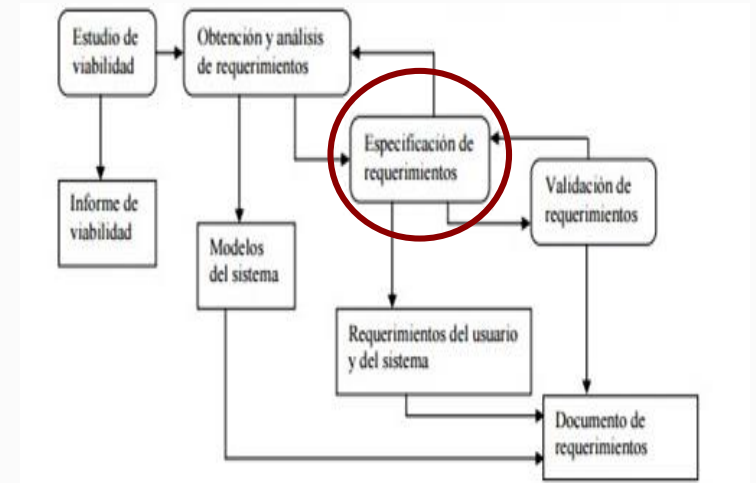 Estudio de
viabilidad
Obtención y análisis
de requerimientos
Especificación de
requerimientos
Validación de
requerimientos
Informe de
viabilidad
Modelos
del sistema
Requerimientos del usuario
y del sistema
Documento de
requerimientos